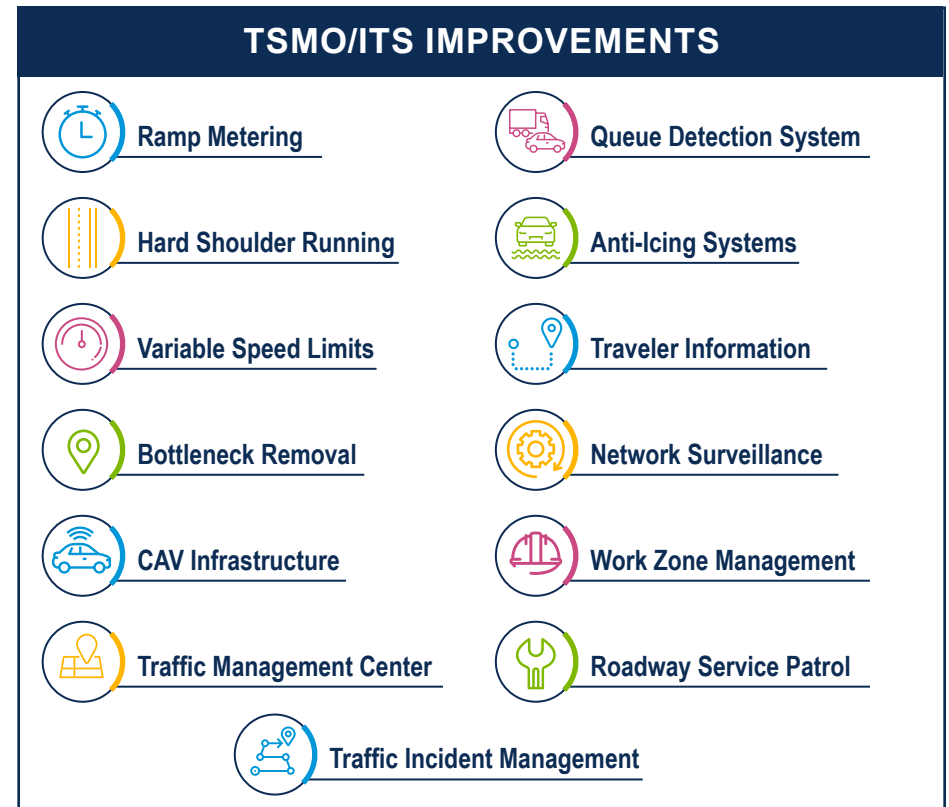 TSMO/ITS IMPROVEMENTS
Ramp Metering
Queue Detection System
Hard Shoulder Running
Anti-Icing Systems
Variable Speed Limits
Traveler Information
Bottleneck Removal
Network Surveillance
CAV Infrastructure
Work Zone Management
Traffic Management Center
Roadway Service Patrol
Traffic Incident Management